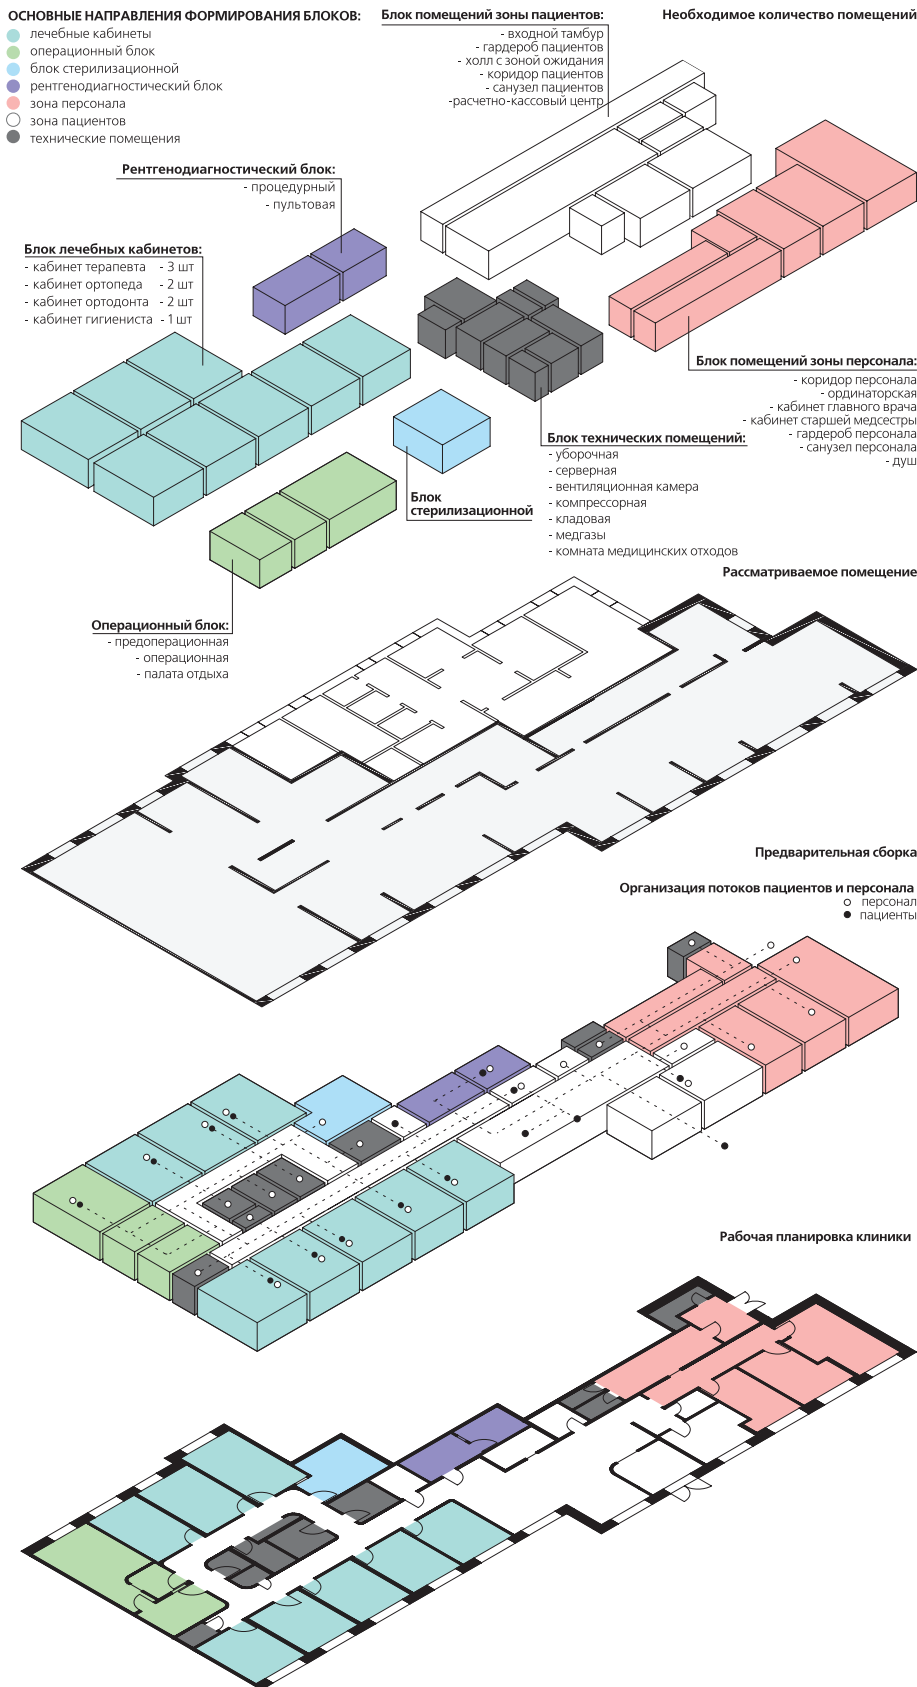 ОСНОВНЫЕ НАПРАВЛЕНИЯ ФОРМИРОВАНИЯ БЛОКОВ:
лечебные кабинеты
операционный блок
блок стерилизационной
рентгенодиагностический блок
зона персонала
зона пациентов
технические помещения
Блок помещений зоны пациентов:
- входной тамбур
- гардероб пациентов
- холл с зоной ожидания
- коридор пациентов
- санузел пациентов
-расчетно-кассовый центр
Необходимое количество помещений
Рентгенодиагностический блок:
- процедурный
- пультовая
Блок лечебных кабинетов:
- кабинет терапевта - 3 шт
- кабинет ортопеда - 2 шт
- кабинет ортодонта - 2 шт
- кабинет гигиениста - 1 шт
Блок помещений зоны персонала:
- коридор персонала
- ординаторская
- кабинет главного врача
- кабинет старшей медсестры
- гардероб персонала
- санузел персонала
- душ
Блок технических помещений:
- уборочная
- серверная
- вентиляционная камера
- компрессорная
- кладовая
- медгазы
- комната медицинских отходов
Блок
стерилизационной
Операционный блок:
- предоперационная
- операционная
- палата отдыха
Рассматриваемое помещение
Предварительная сборка
Организация потоков пациентов и персонала
персонал
пациенты
Рабочая планировка клиники